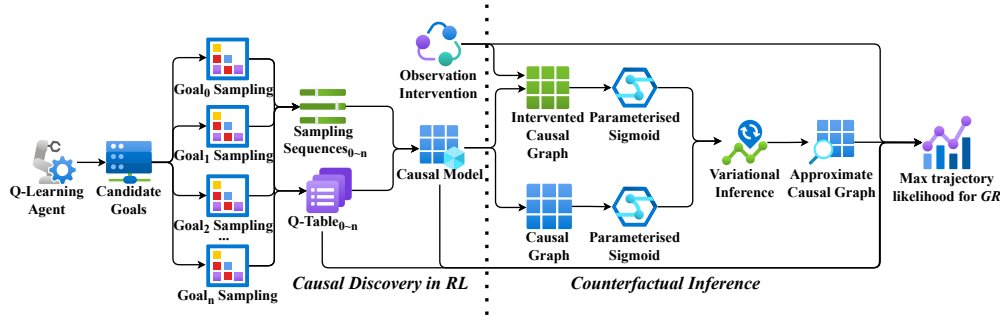 Q-Learning
Agent
Candidate
Goals
Goal0 Sampling
Goal1 Sampling
Goal2 Sampling
...
Goaln Sampling
Sampling
Sequences0~n
Q-Table0~n
Observation
Intervention
Causal Model
Causal Discovery in RL
Intervented
Causal
Graph
Parameterised
Sigmoid
Causal
Graph
Parameterised
Sigmoid
Variational
Inference
Approximate
Causal Graph
Max trajectory
likelihood for GR
Counterfactual Inference